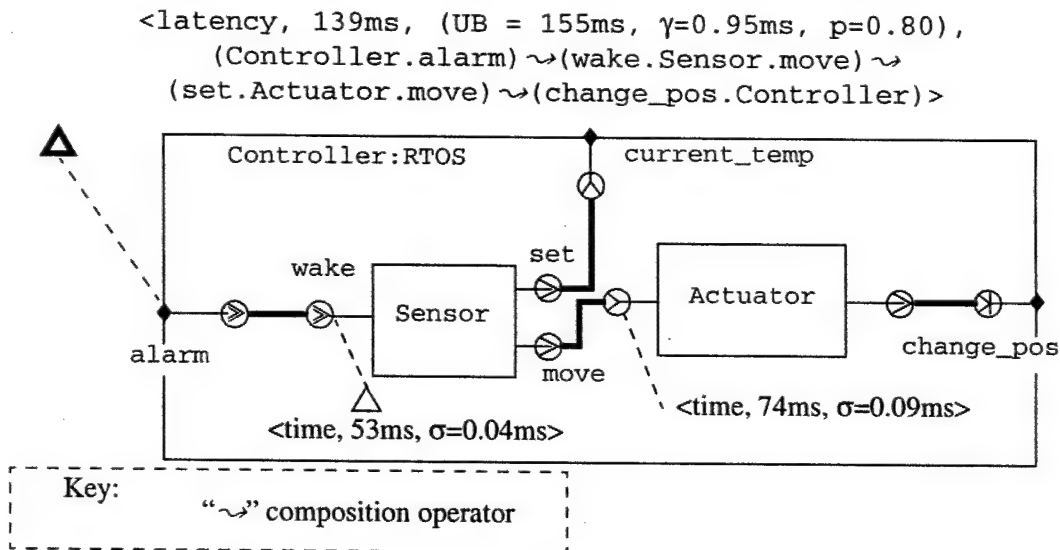 <latency, 139ms, (UB = 155ms, γ=0.95ms, p=0.80),
(Controller.alarm)⤳(wake.Sensor.move)⤳
(set.Actuator.move)⤳(change_pos.Controller)>
Controller:RTOS
current_temp
wake
set
Sensor
Actuator
alarm
move
change_pos
<time, 53ms, σ=0.04ms>
<time, 74ms, σ=0.09ms>
Key:
“⤳” composition operator